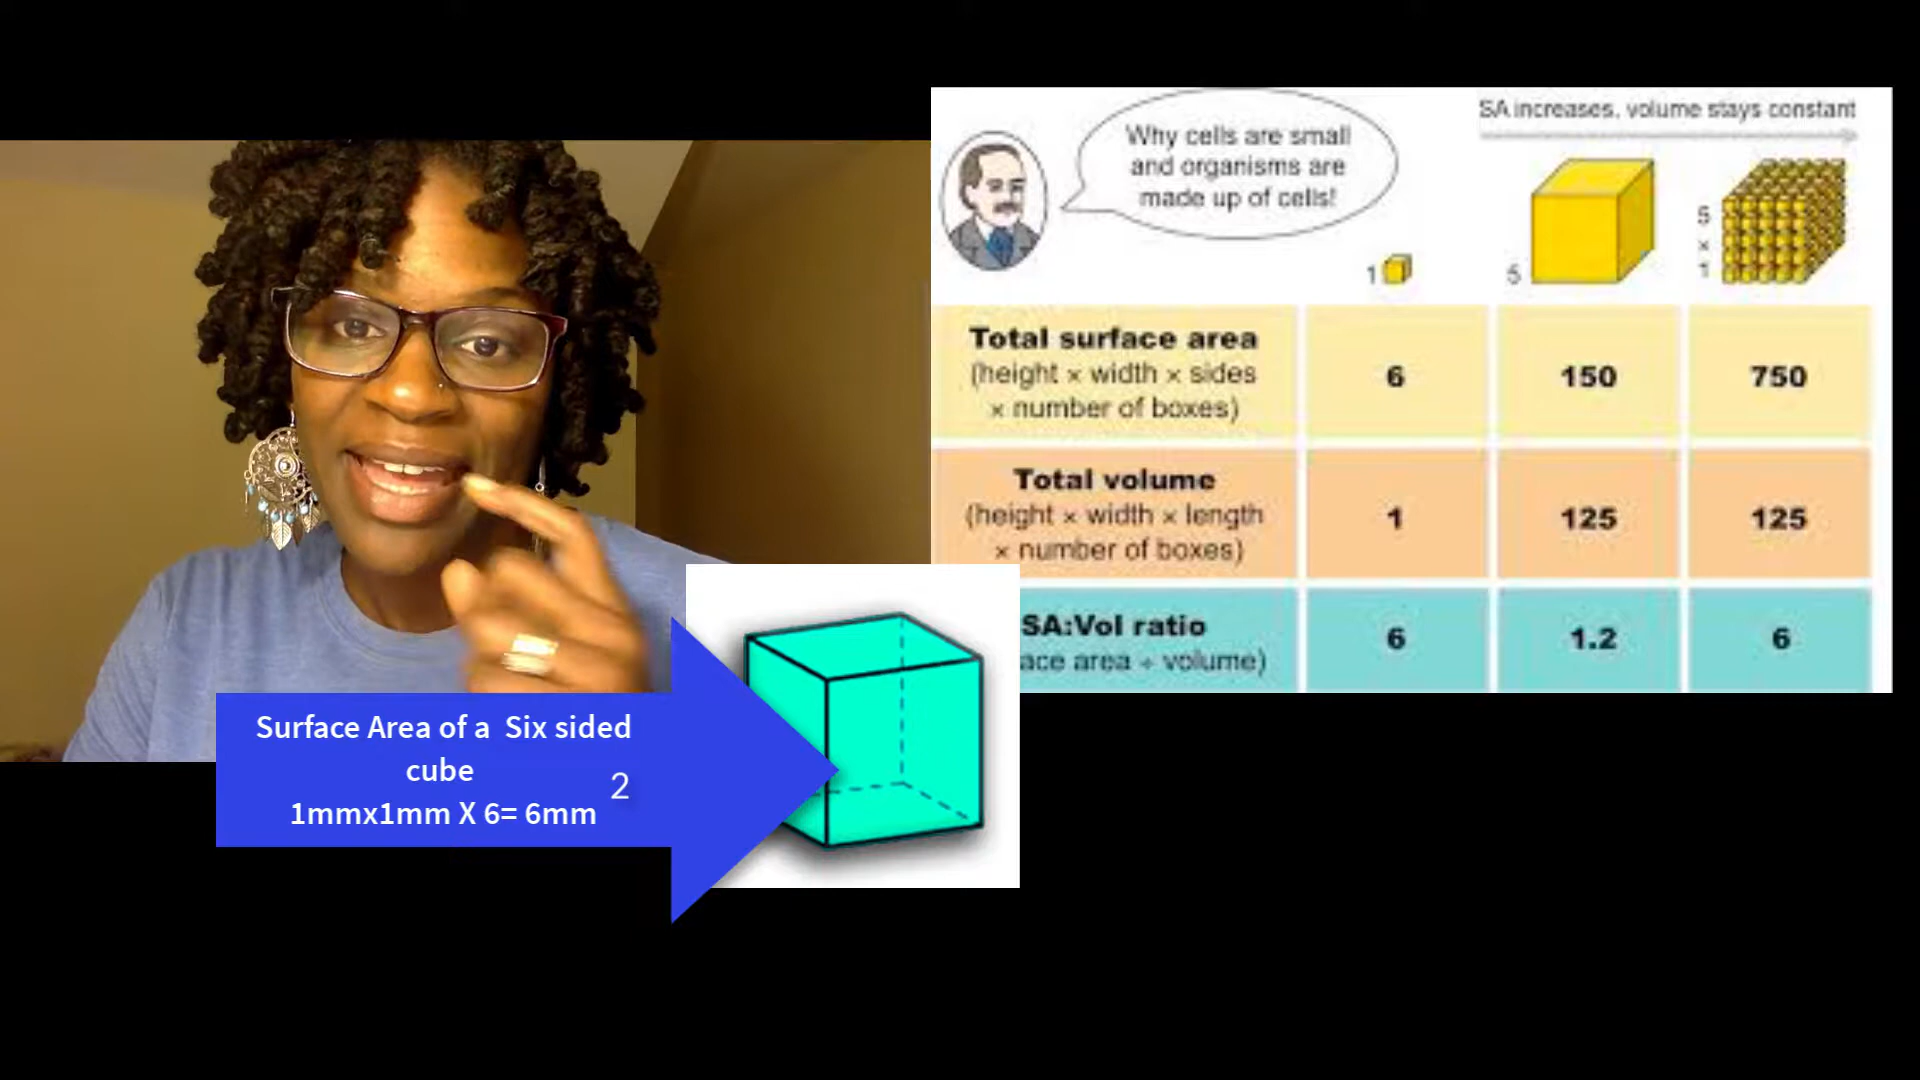 SA increases, volume stays constant
Why cells are small
and organisms are
made up of cells!
1
5
5
x
1
Total surface area
(height × width × sides
× number of boxes)
6
150
750
Total volume
(height × width × length
× number of boxes)
1
125
125
SA:Vol ratio
ace area ÷ volume)
6
1.2
6
Surface Area of a Six sided
cube
1mmx1mm X 6= 6mm 2